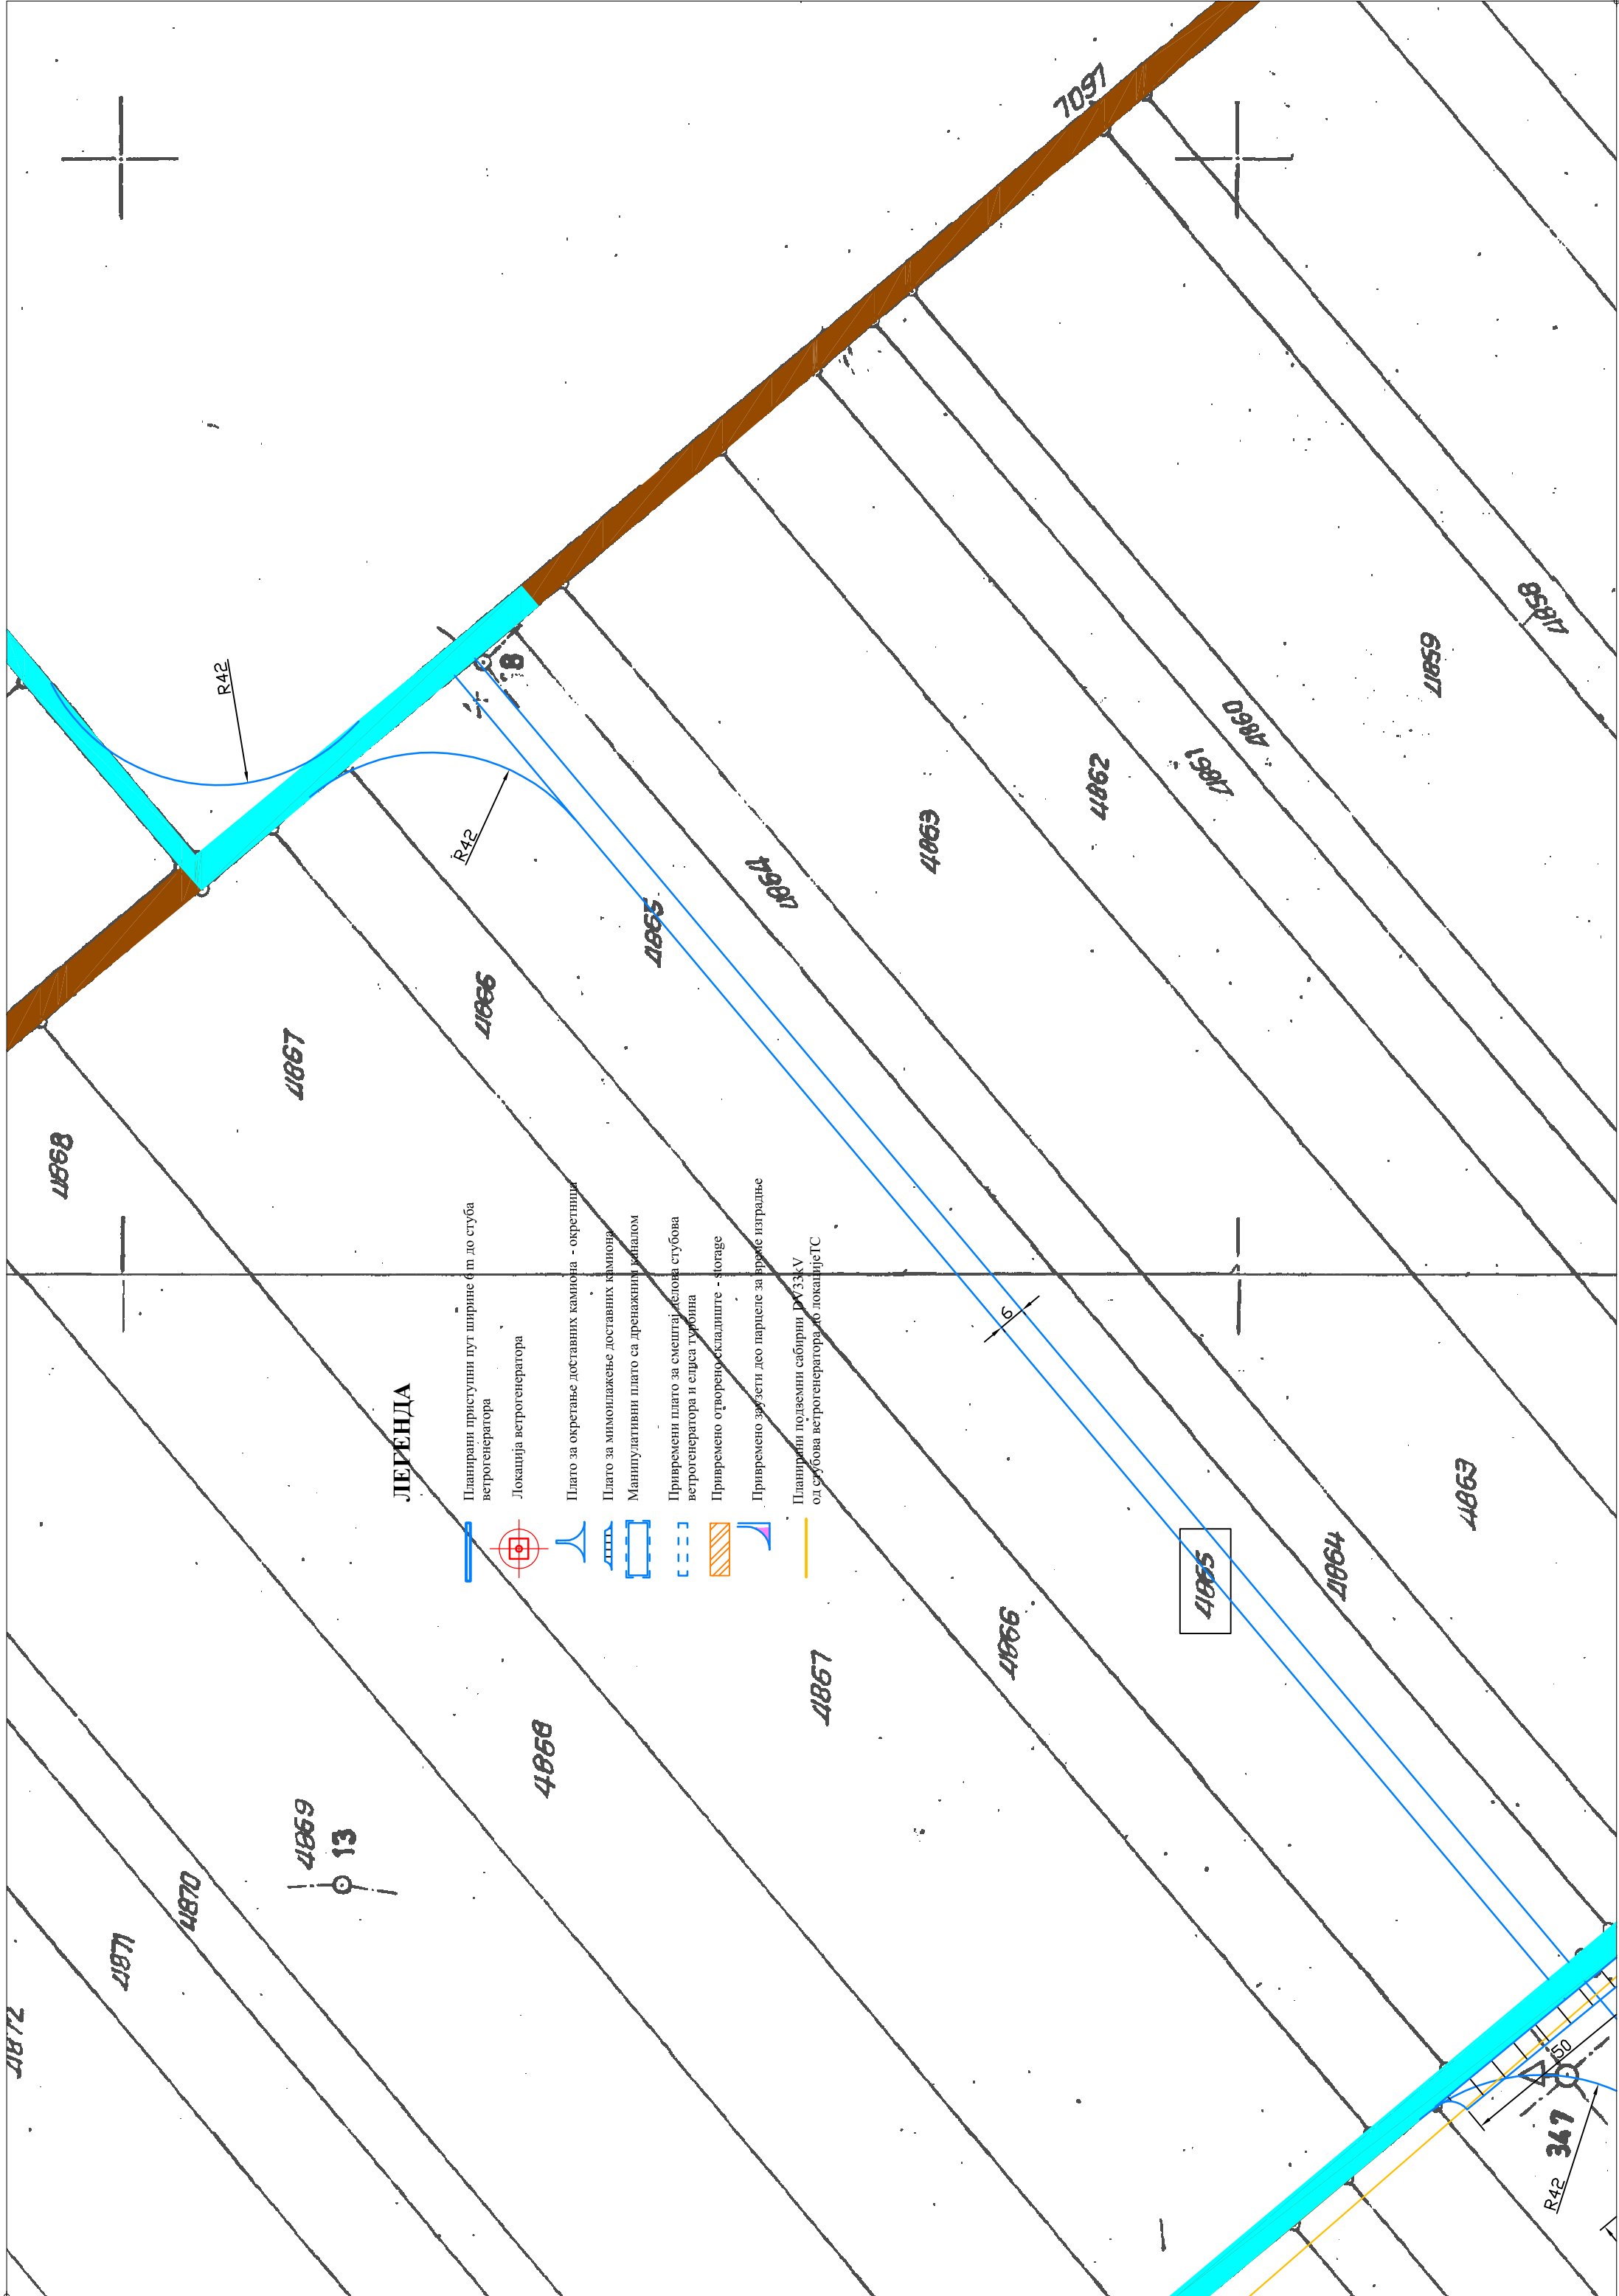 ЛЕГЕНДА
Планирани приступни пут ширине 6 m до стуба
ветрогенератора
Локација ветрогенератора
Плато за окретање доставних камиона - окретница
Плато за мимоилажење доставних камиона
Манипулативни плато са дренажним каналом
Привремени плато за смештај делова стубова
ветрогенератора и елиса турбина
Привремено отворено складиште - storage
Привремено заузети део парцеле за време изградње
Планирани подземни сабирни DV33kV
од стубова ветрогенератора до локацијеТС
7097
R42
R42
8
4868
4867
4866
4865
4864
4863
4862
4861
4860
4859
4858
6
4872
4871
4870
4869
13
4868
4867
4866
4865
4864
4863
50
347
R42